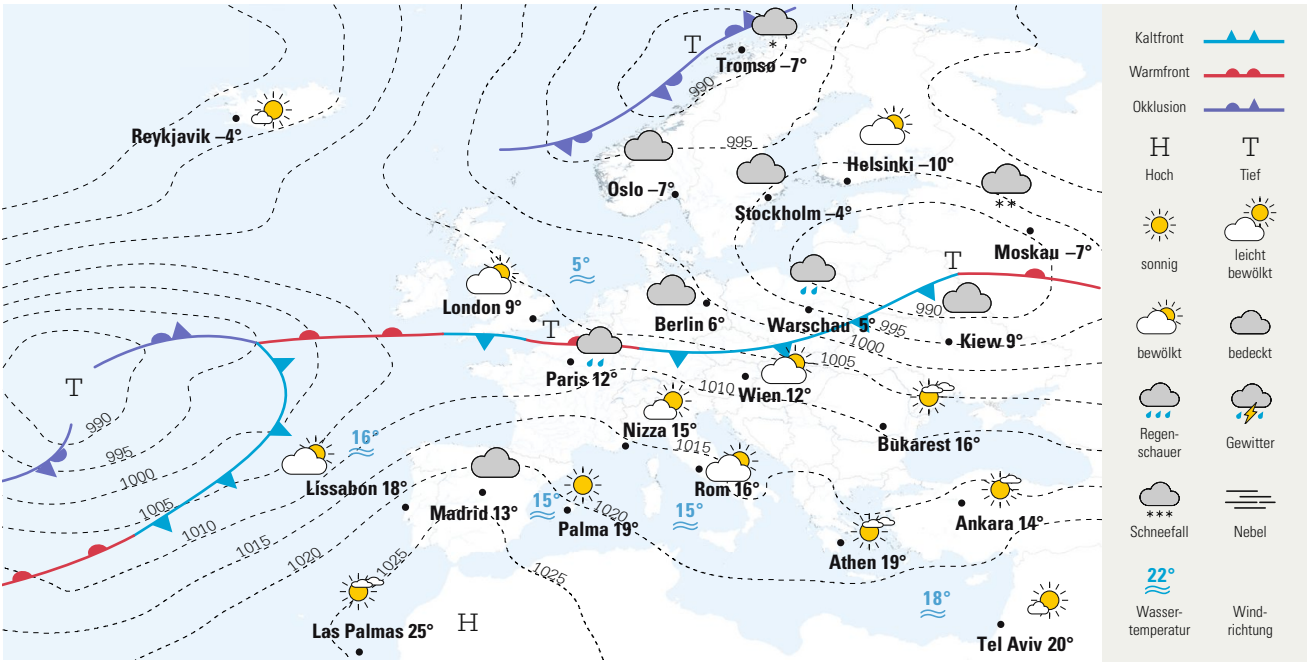 T
Tromsø –7°
990
Reykjavik –4°
995
Helsinki –10°
Oslo –7°
Stockholm –4°
Moskau –7°
5°
T
London 9°
Berlin 6°
Warschau 5°
990
995
1000
Kiew 9°
T
Paris 12°
1005
T
1010
Wien 12°
990
Nizza 15°
Bukarest 16°
995
16°
1015
1000
Lissabon 18°
Rom 16°
1005
Madrid 13°
15°
1020
15°
Ankara 14°
1010
Palma 19°
1015
1020
1025
1025
Athen 19°
18°
Las Palmas 25°
H
Tel Aviv 20°
Kaltfront
Warmfront
Okklusion
H
T
Hoch
Tief
sonnig
leicht
bewölkt
bewölkt
bedeckt
Regen-
schauer
Gewitter
Schneefall
Nebel
22°
Wasser-
temperatur
Wind-
richtung